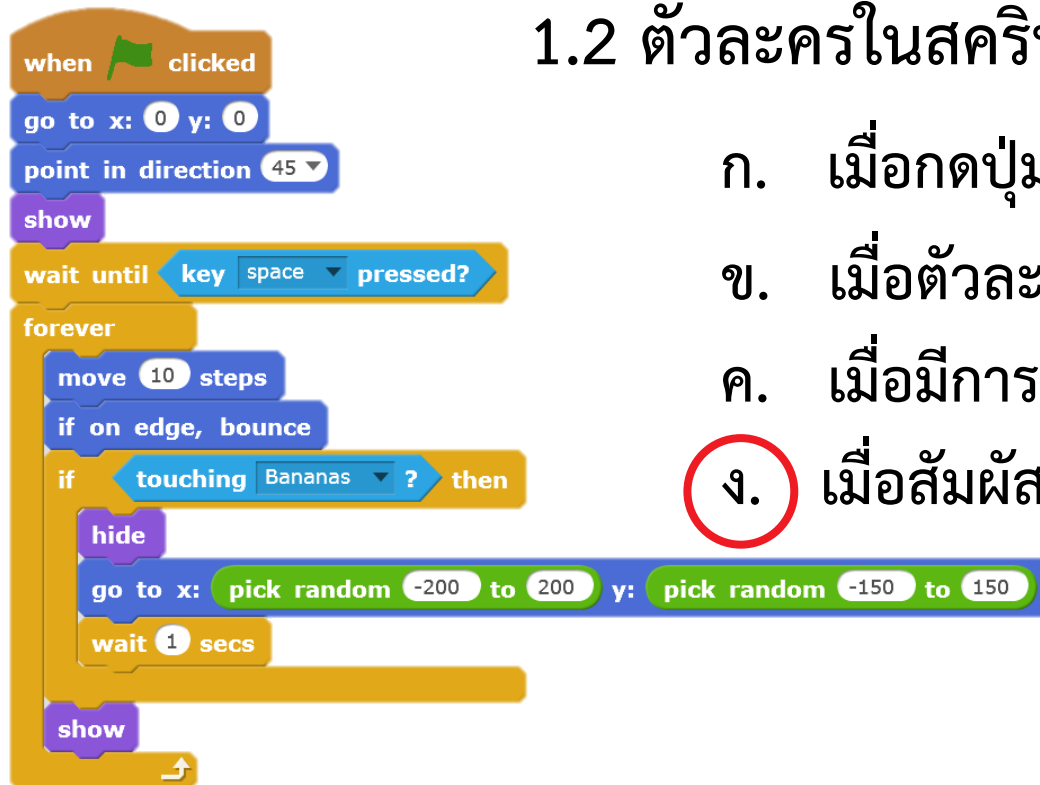 when clicked
go to x: 0 y: 0
point in direction 45
show
wait until key space pressed?
forever
move 10 steps
if on edge, bounce
if touching Bananas ? then
hide
go to x: pick random -200 to 200 y: pick random -150 to 150
wait 1 secs
show
1.2 ตัวละครในสคริ
ก. เมื่อกดปุ่ม
ข. เมื่อตัวละ
ค. เมื่อมีการ
ง. เมื่อสัมผัส